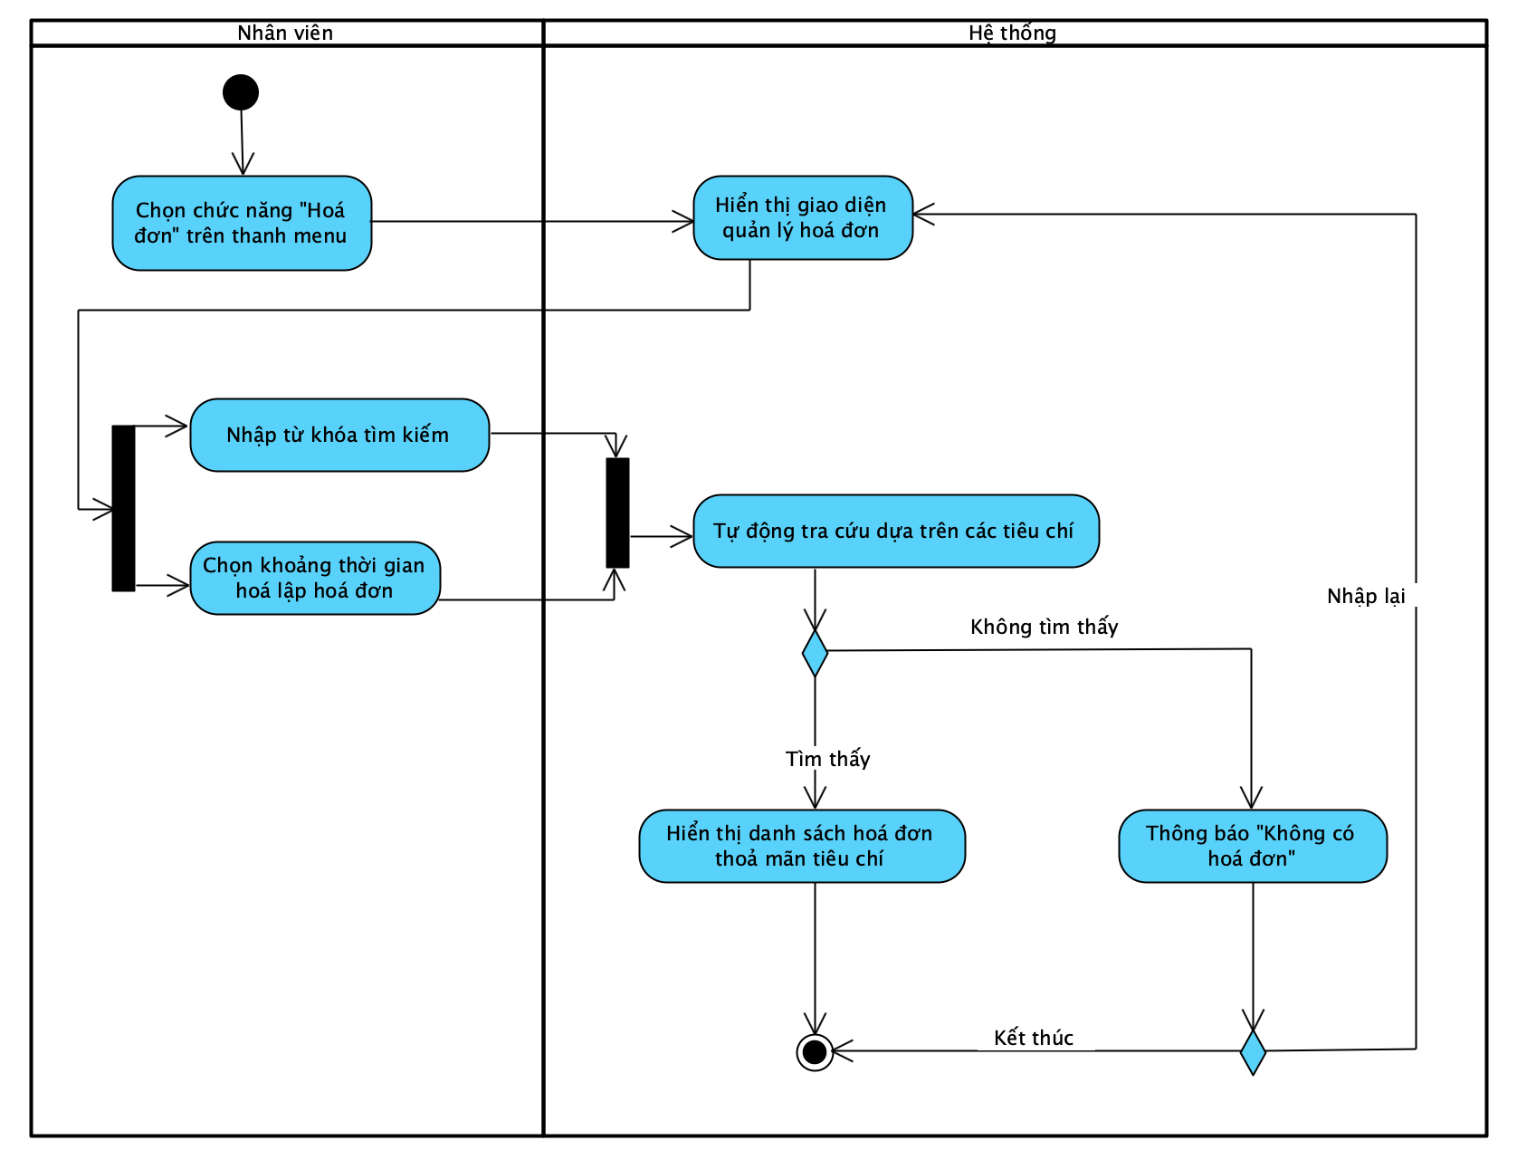 Nhân viên
Hệ thống
Chọn chức năng "Hoá
đơn" trên thanh menu
Hiển thị giao diện
quản lý hoá đơn
Nhập từ khóa tìm kiếm
Chọn khoảng thời gian
hoá lập hoá đơn
Tự động tra cứu dựa trên các tiêu chí
Nhập lại
Không tìm thấy
Tìm thấy
Hiển thị danh sách hoá đơn
thoả mãn tiêu chí
Thông báo "Không có
hoá đơn"
Kết thúc